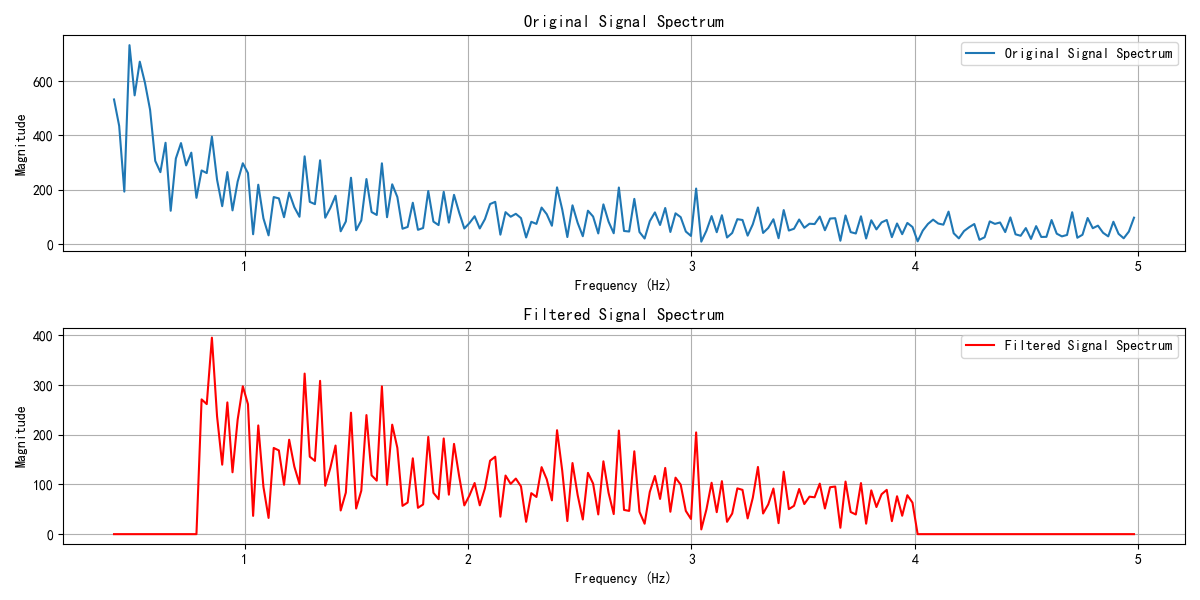 Original Signal Spectrum
Original Signal Spectrum
600
400
200
0
Magnitude
1 2 3 4 5
Frequency (Hz)
Filtered Signal Spectrum
Filtered Signal Spectrum
400
300
200
100
0
Magnitude
1 2 3 4 5
Frequency (Hz)